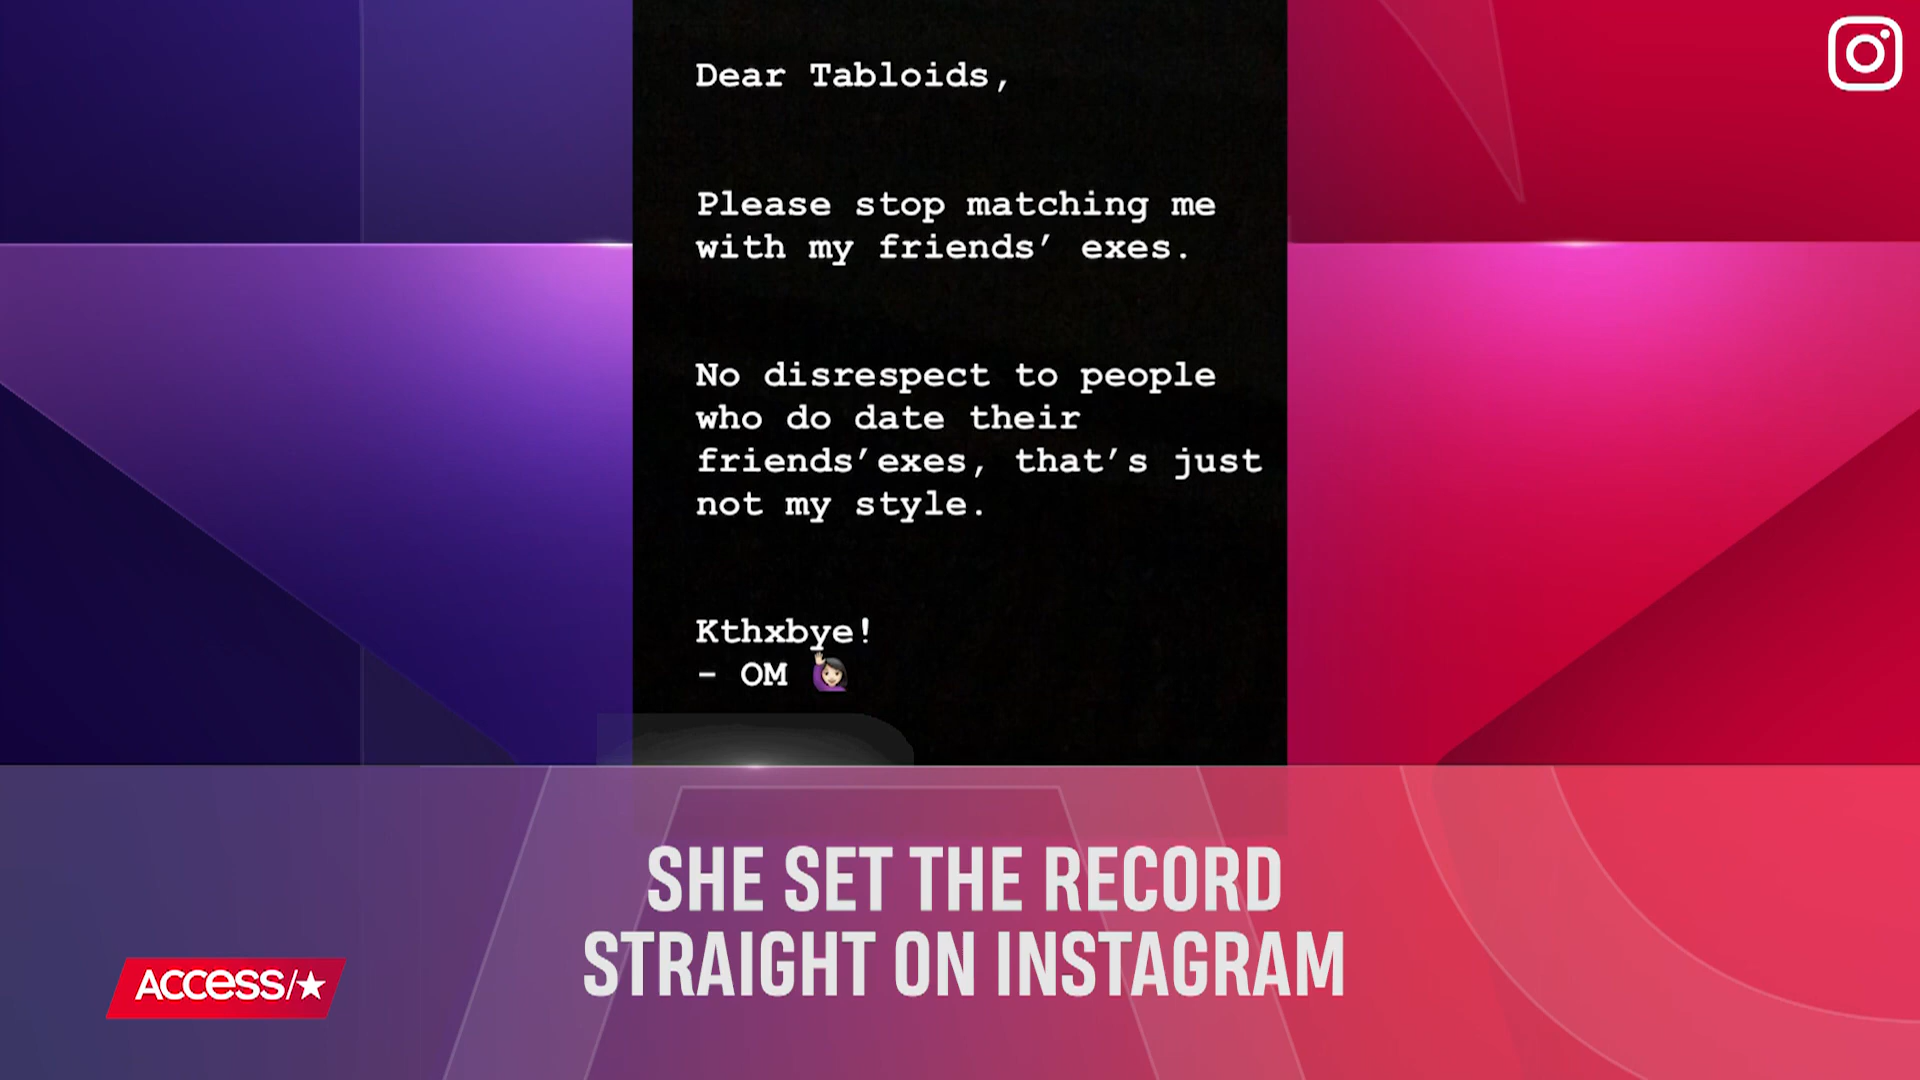 Dear Tabloids,
Please stop matching me
with my friends’ exes.
No disrespect to people
who do date their
friends’exes, that’s just
not my style.
Kthxbye!
- OM 🙋🏻‍♀️
SHE SET THE RECORD
STRAIGHT ON INSTAGRAM
ACCESS/★